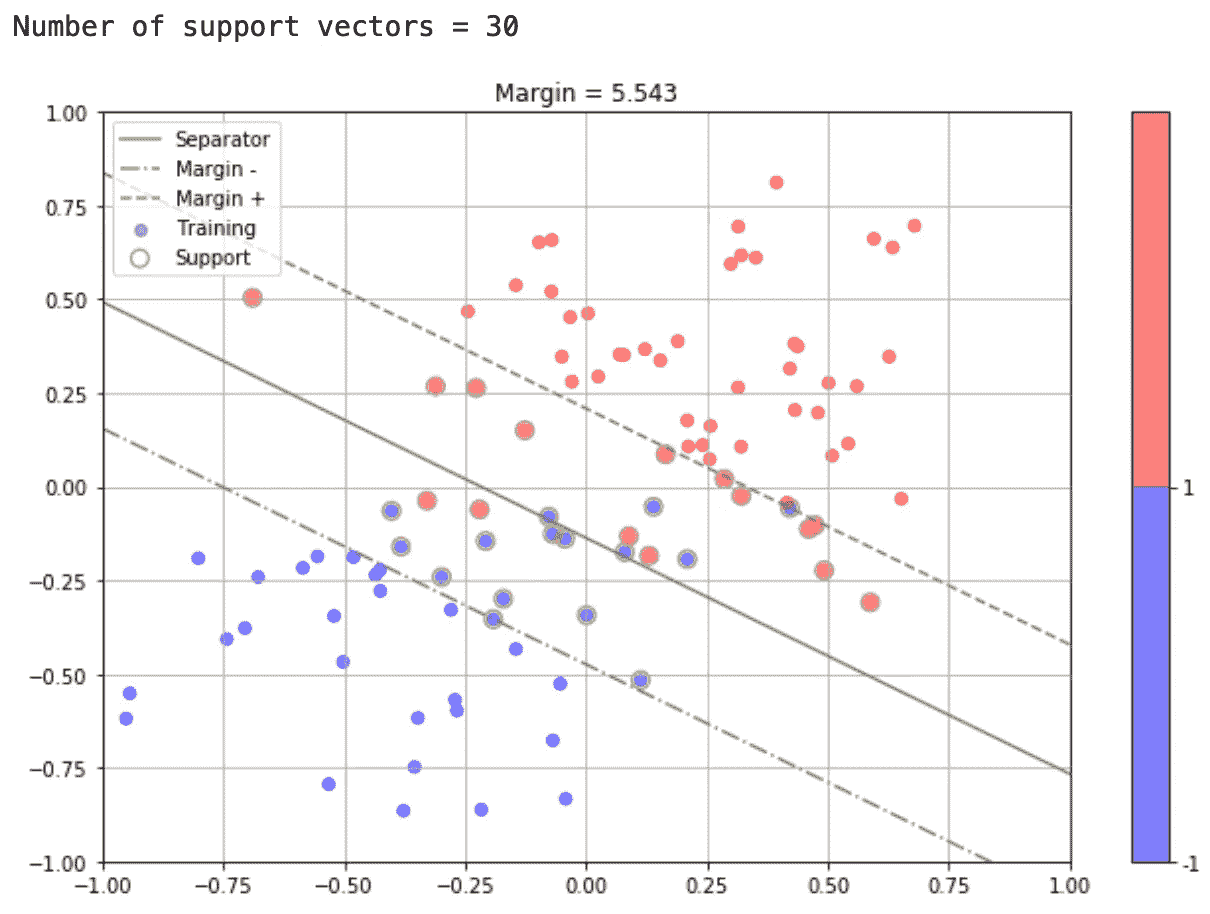 Number of support vectors = 30
Margin = 5.543
Separator
Margin -
Margin +
Training
Support
1.00
0.75
0.50
0.25
0.00
−0.25
−0.50
−0.75
−1.00
−1.00 −0.75 −0.50 −0.25 0.00 0.25 0.50 0.75 1.00
1
-1